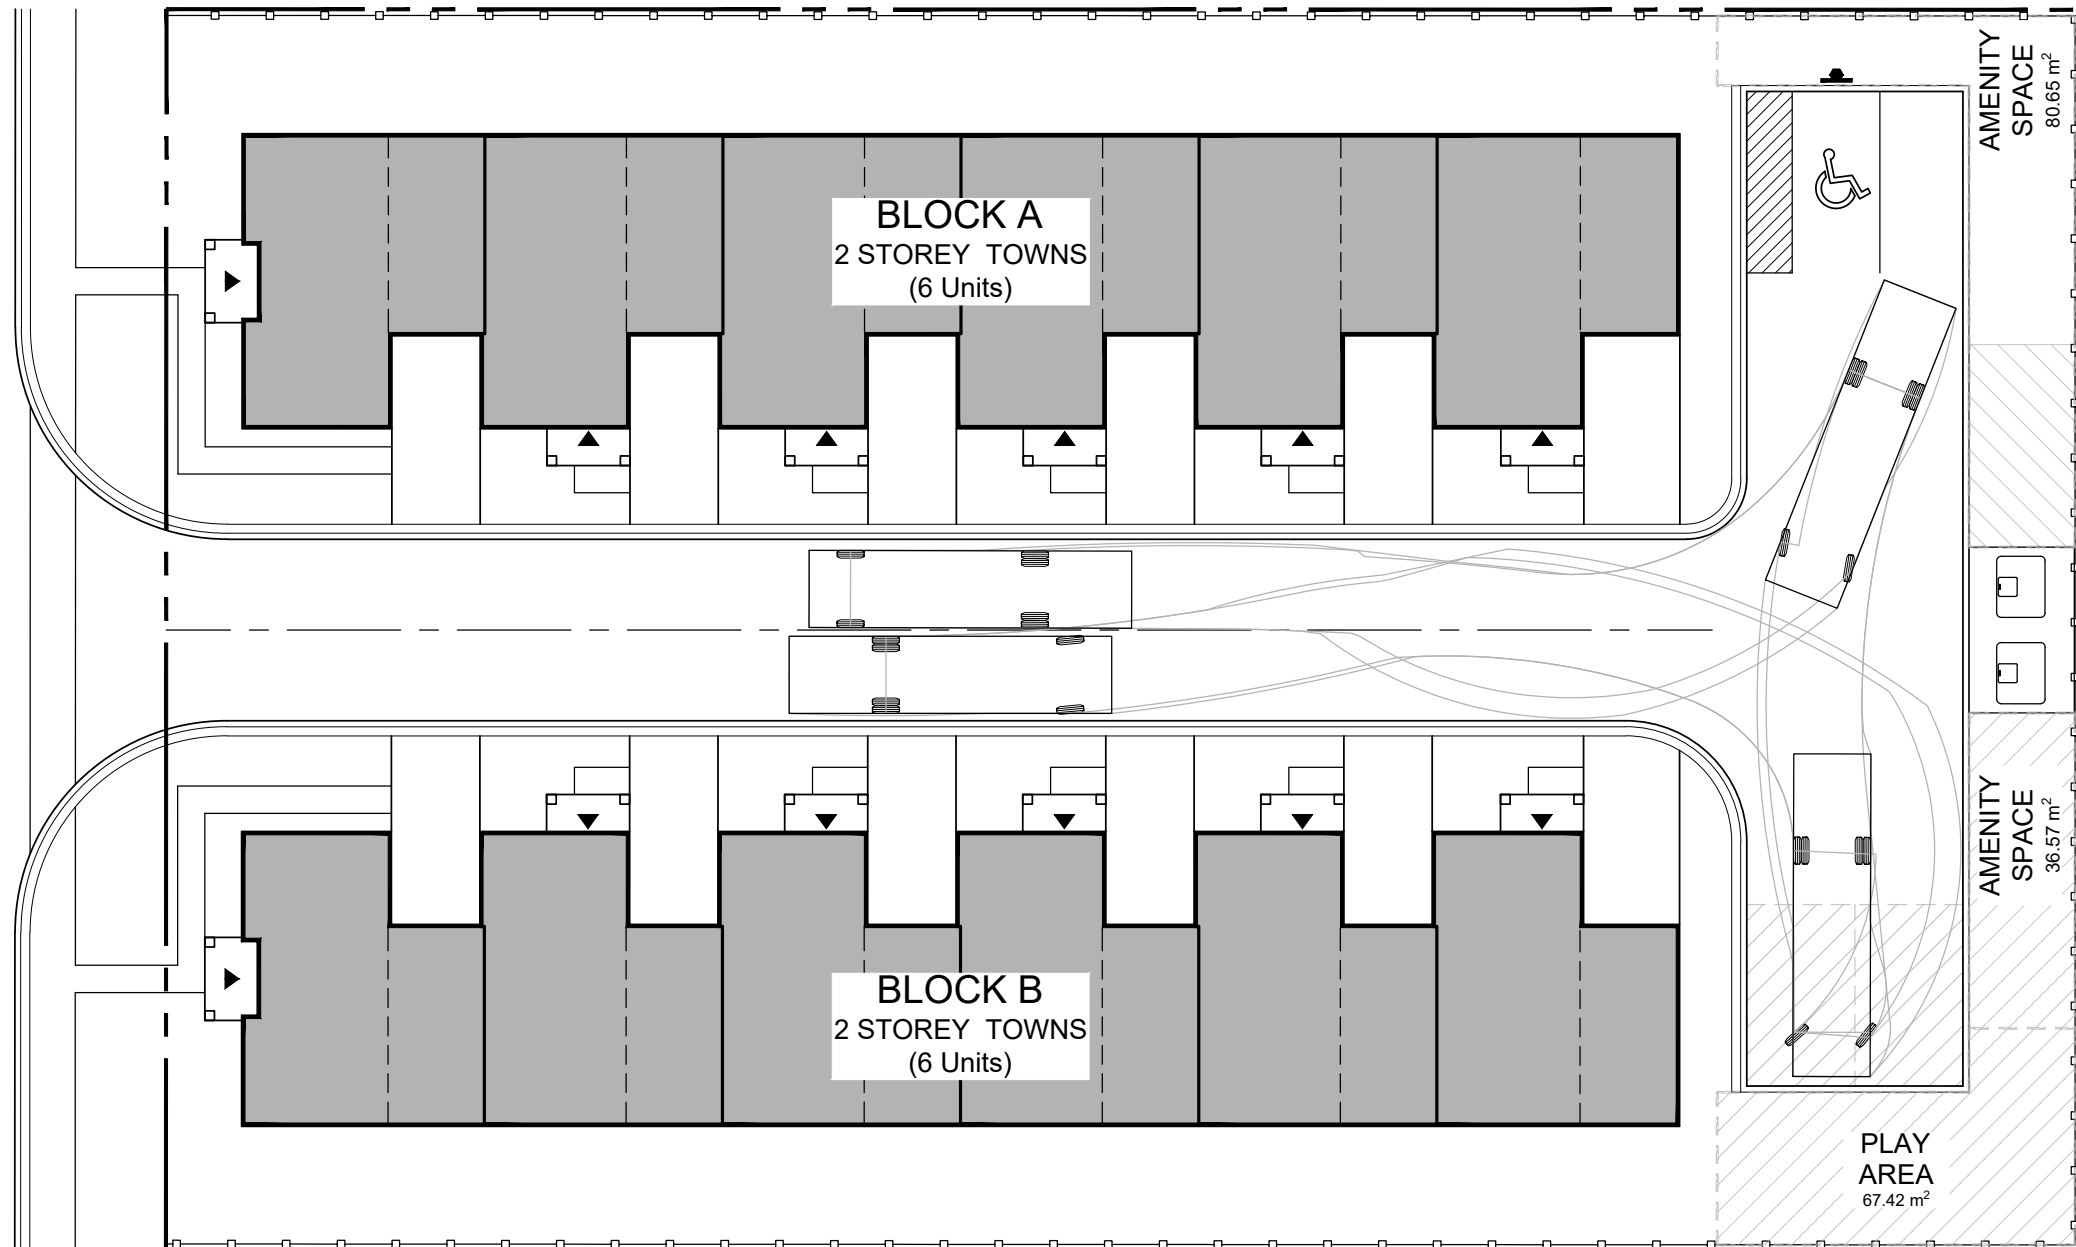 AMENITY
SPACE
80.65 m²
BLOCK A
2 STOREY TOWNS
(6 Units)
AMENITY
SPACE
36.57 m²
BLOCK B
2 STOREY TOWNS
(6 Units)
PLAY
AREA
67.42 m²